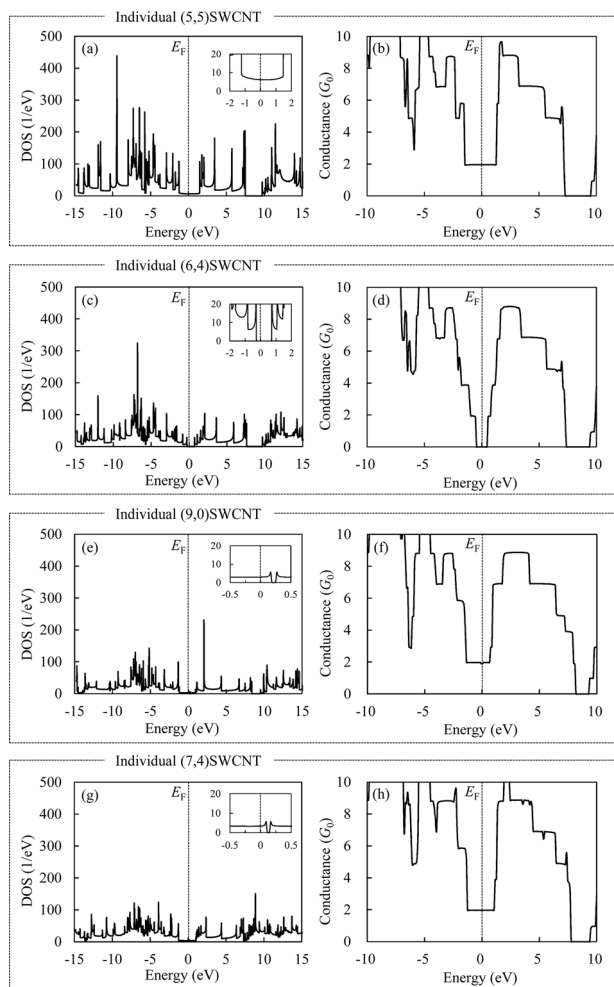 Individual (5,5)SWCNT
(a)
E_F
DOS (1/eV)
500
400
300
200
100
0
-15 -10 -5 0 5 10 15
Energy (eV)
20
10
0
-2 -1 0 1 2
(b)
E_F
Conductance (G_0)
10
8
6
4
2
0
-10 -5 0 5 10
Energy (eV)
Individual (6,4)SWCNT
(c)
E_F
DOS (1/eV)
500
400
300
200
100
0
-15 -10 -5 0 5 10 15
Energy (eV)
20
10
0
-2 -1 0 1 2
(d)
E_F
Conductance (G_0)
10
8
6
4
2
0
-10 -5 0 5 10
Energy (eV)
Individual (9,0)SWCNT
(e)
E_F
DOS (1/eV)
500
400
300
200
100
0
-15 -10 -5 0 5 10 15
Energy (eV)
20
10
0
-0.5 0 0.5
(f)
E_F
Conductance (G_0)
10
8
6
4
2
0
-10 -5 0 5 10
Energy (eV)
Individual (7,4)SWCNT
(g)
E_F
DOS (1/eV)
500
400
300
200
100
0
-15 -10 -5 0 5 10 15
Energy (eV)
20
10
0
-0.5 0 0.5
(h)
E_F
Conductance (G_0)
10
8
6
4
2
0
-10 -5 0 5 10
Energy (eV)